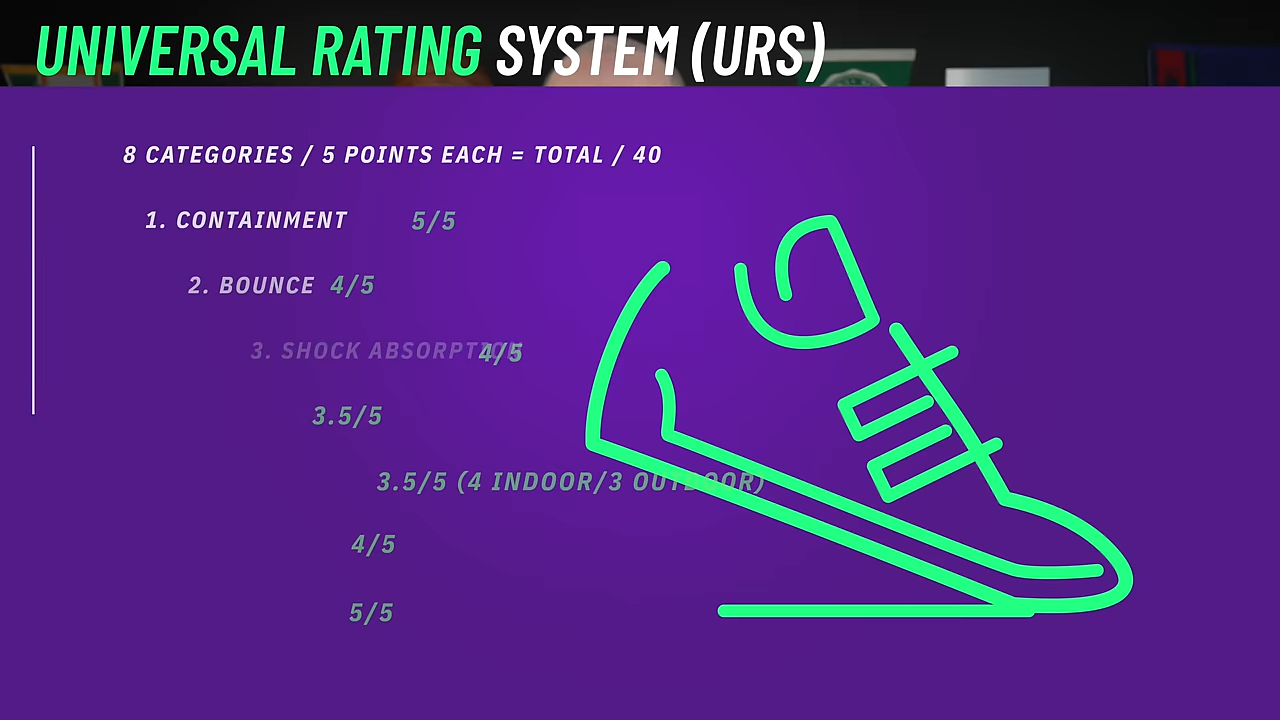 UNIVERSAL RATING SYSTEM (URS)
8 CATEGORIES / 5 POINTS EACH = TOTAL / 40
1. CONTAINMENT 5/5
2. BOUNCE 4/5
3. SHOCK ABSORPTION 4/5
3.5/5
3.5/5 (4 INDOOR/3 OUTDOOR)
4/5
5/5